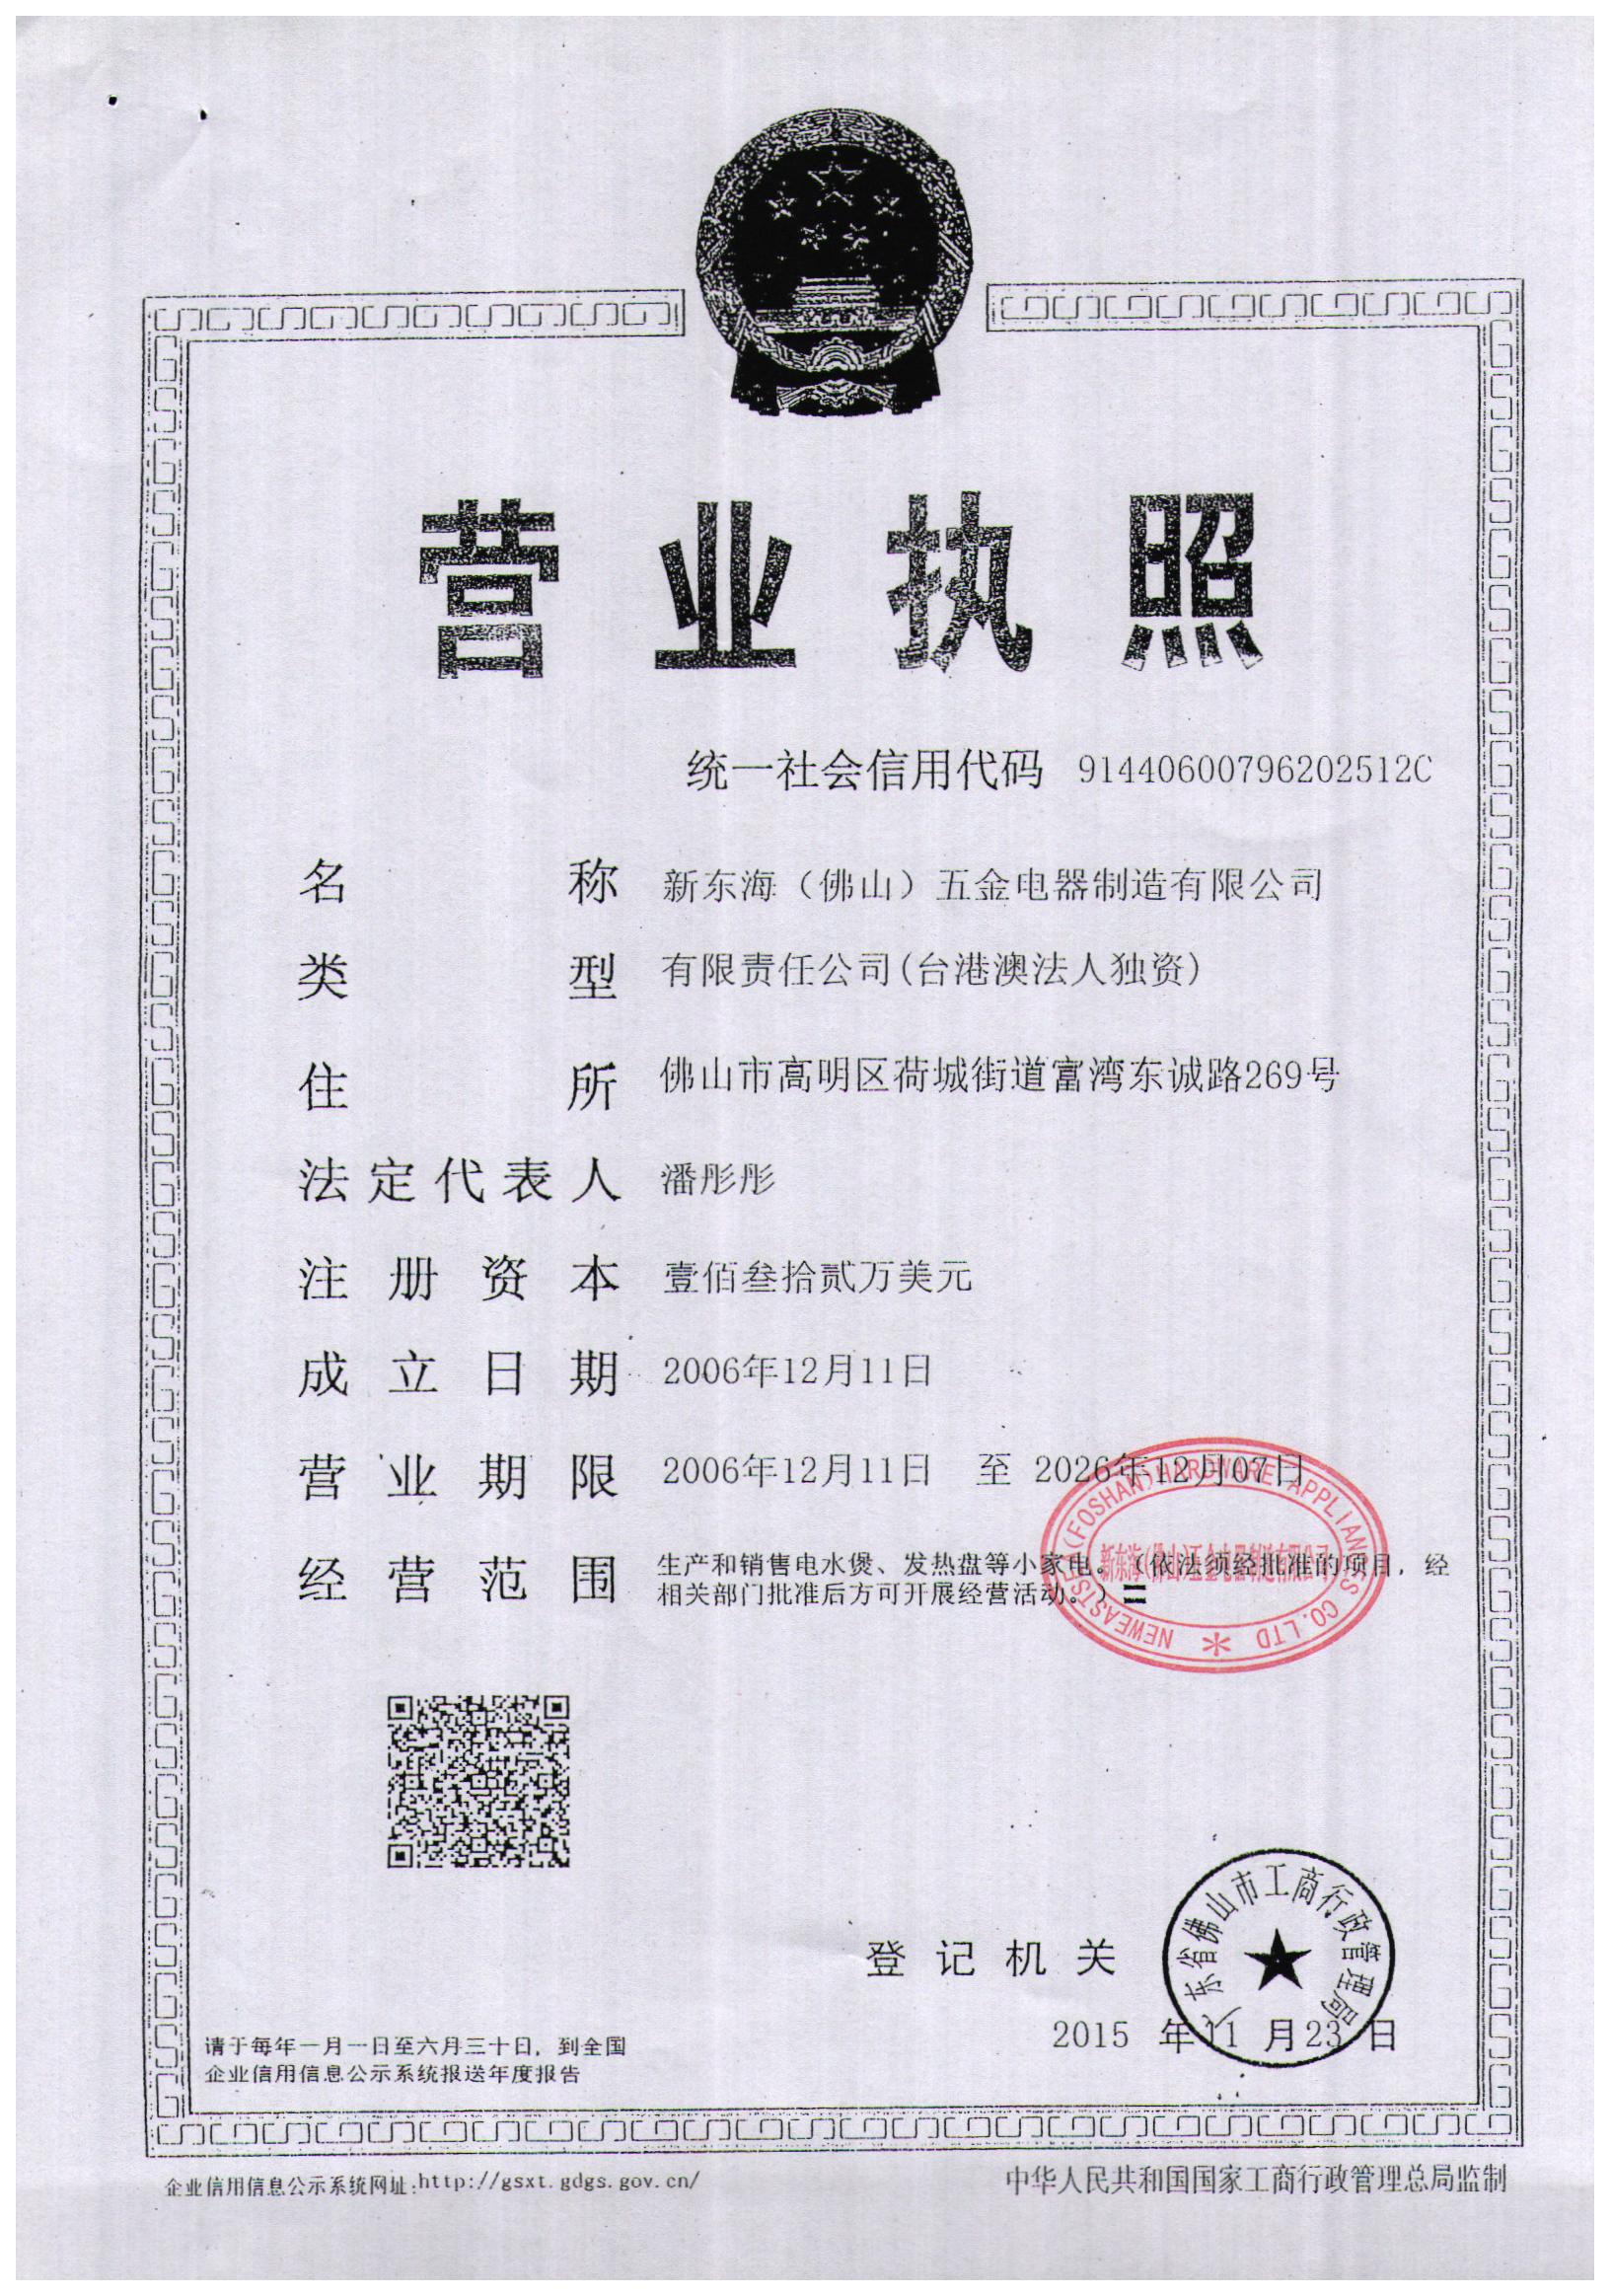 营业执照
统一社会信用代码 91440600796202512C
名称 新东海（佛山）五金电器制造有限公司
类型 有限责任公司(台港澳法人独资)
住所 佛山市高明区荷城街道富湾东诚路269号
法定代表人 潘彤彤
注册资本 壹佰叁拾贰万美元
成立日期 2006年12月11日
营业期限 2006年12月11日 至 2026年12月07日
经营范围 生产和销售电水煲、发热盘等小家电。（依法须经批准的项目，经
相关部门批准后方可开展经营活动。）〓
NEWEASTSEA(FOSHAN)HARDWARE APPLIANCES CO.LTD
新东海(佛山)五金电器制造有限公司
登记机关
广东省佛山市工商行政管理局
2015 年11 月23 日
请于每年一月一日至六月三十日，到全国
企业信用信息公示系统报送年度报告
企业信用信息公示系统网址:http://gsxt.gdgs.gov.cn/
中华人民共和国国家工商行政管理总局监制